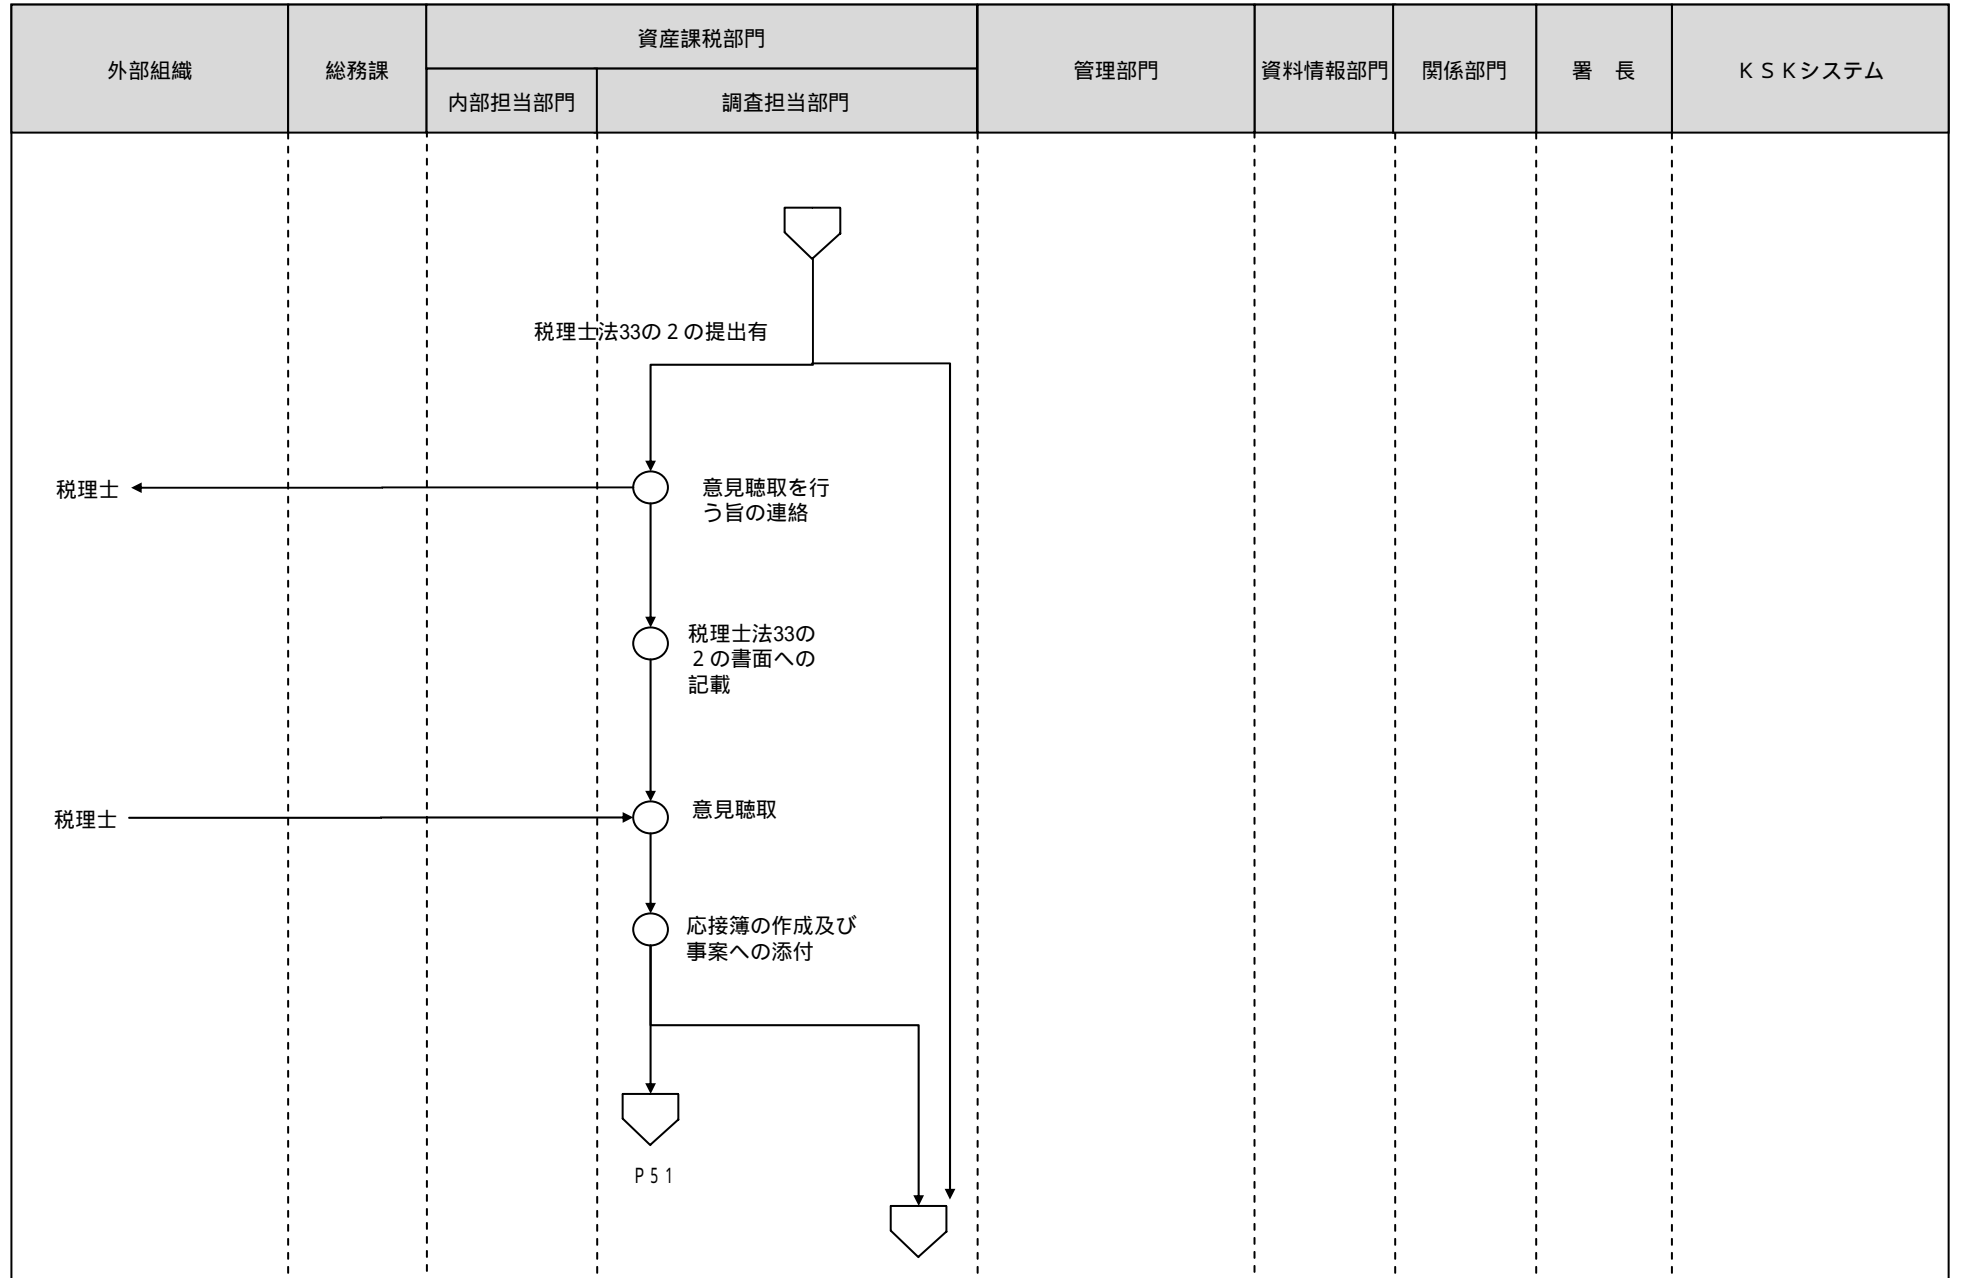 外部組織
総務課
資産課税部門
内部担当部門
調査担当部門
管理部門
資料情報部門
関係部門
署　長
ＫＳＫシステム
税理士法33の２の提出有
税理士
意見聴取を行
う旨の連絡
税理士法33の
２の書面への
記載
税理士
意見聴取
応接簿の作成及び
事案への添付
Ｐ５１